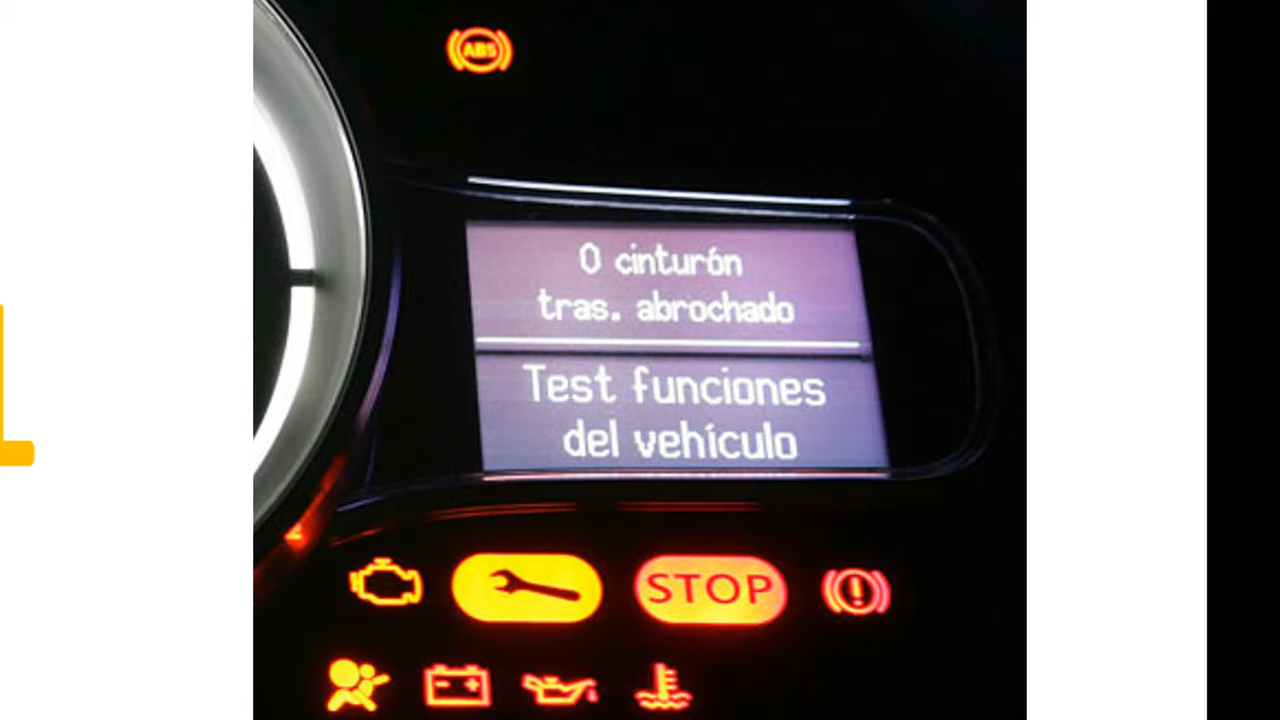 ABS
0 cinturón
tras. abrochado
Test funciones
del vehículo
STOP